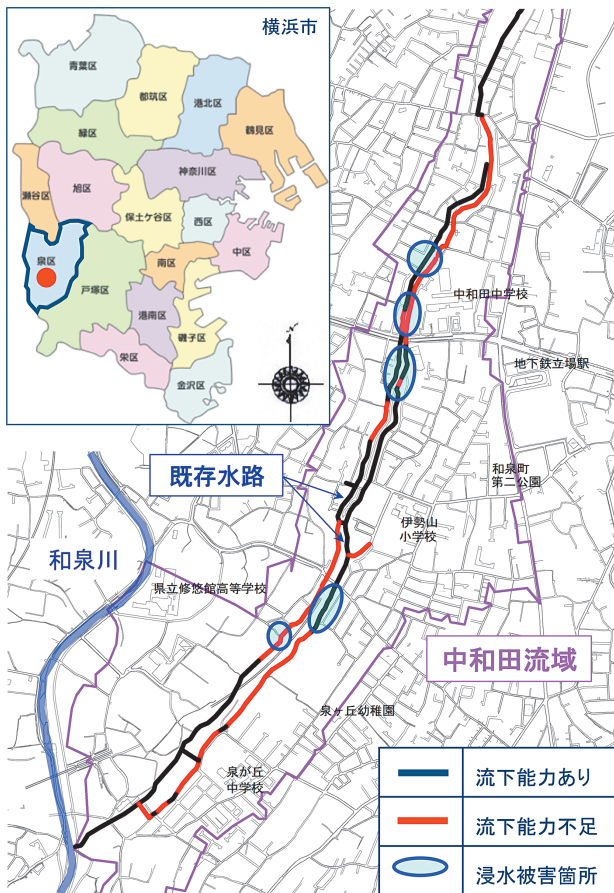 横浜市
青葉区
都筑区
港北区
鶴見区
緑区
神奈川区
瀬谷区
旭区
保土ケ谷区
西区
中区
泉区
戸塚区
南区
港南区
磯子区
栄区
金沢区
N
中和田中学校
地下鉄立場駅
既存水路
和泉町
第二公園
伊勢山
小学校
和泉川
県立修悠館高等学校
中和田流域
泉ヶ丘幼稚園
泉が丘
中学校
流下能力あり
流下能力不足
浸水被害箇所